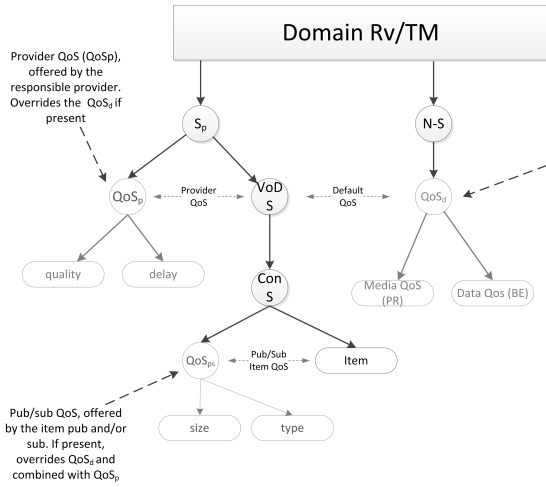 Domain Rv/TM
Provider QoS (QoSp),
offered by the
responsible provider.
Overrides the QoSd if
present
Sp
N-S
QoSp
Provider
QoS
VoD
S
Default
QoS
QoSd
quality
delay
Con
S
Media QoS
(PR)
Data Qos (BE)
QoSps
Pub/Sub
Item QoS
Item
Pub/sub QoS, offered
by the item pub and/or
sub. If present,
overrides QoSd and
combined with QoSp
size
type